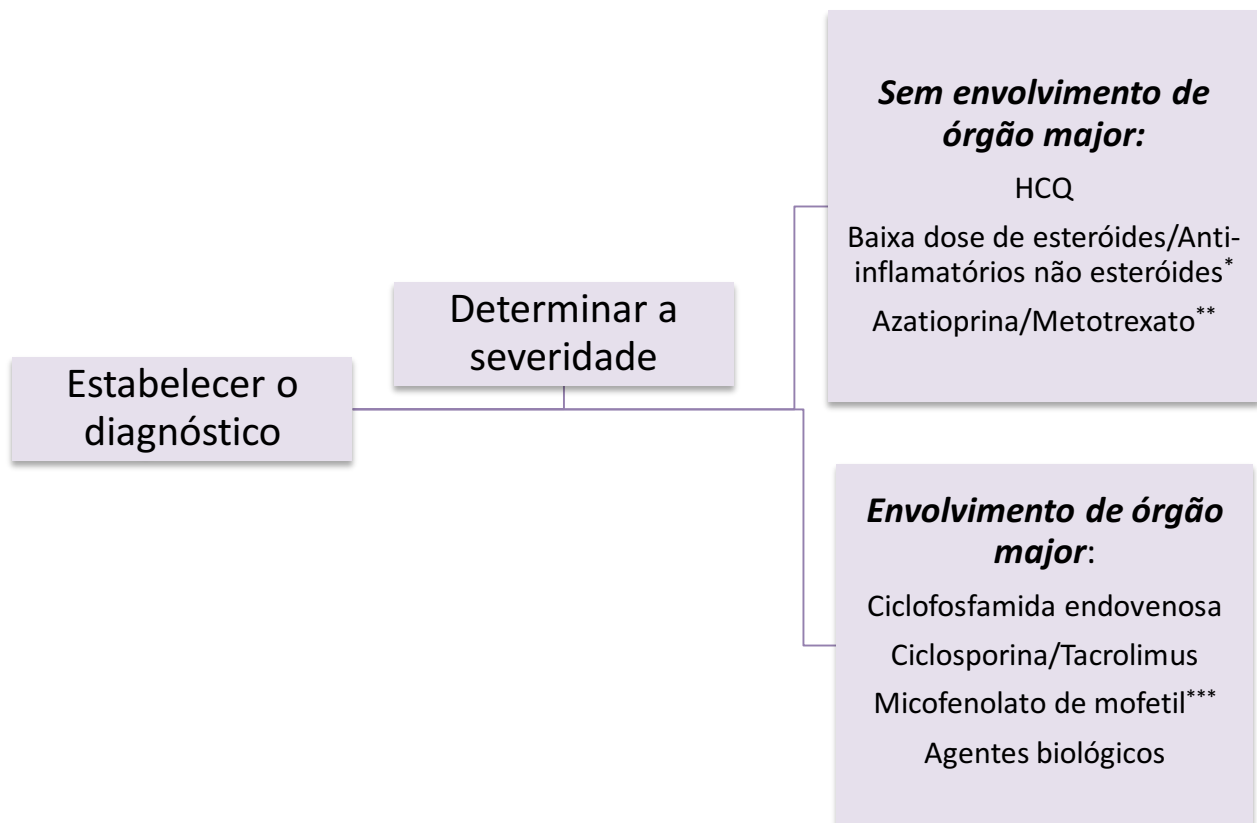 Estabelecer o
diagnóstico
Determinar a
severidade
Sem envolvimento de
órgão major:
HCQ
Baixa dose de esteróides/Anti-
inflamatórios não esteróides*
Azatioprina/Metotrexato**
Envolvimento de órgão
major:
Ciclofosfamida endovenosa
Ciclosporina/Tacrolimus
Micofenolato de mofetil***
Agentes biológicos